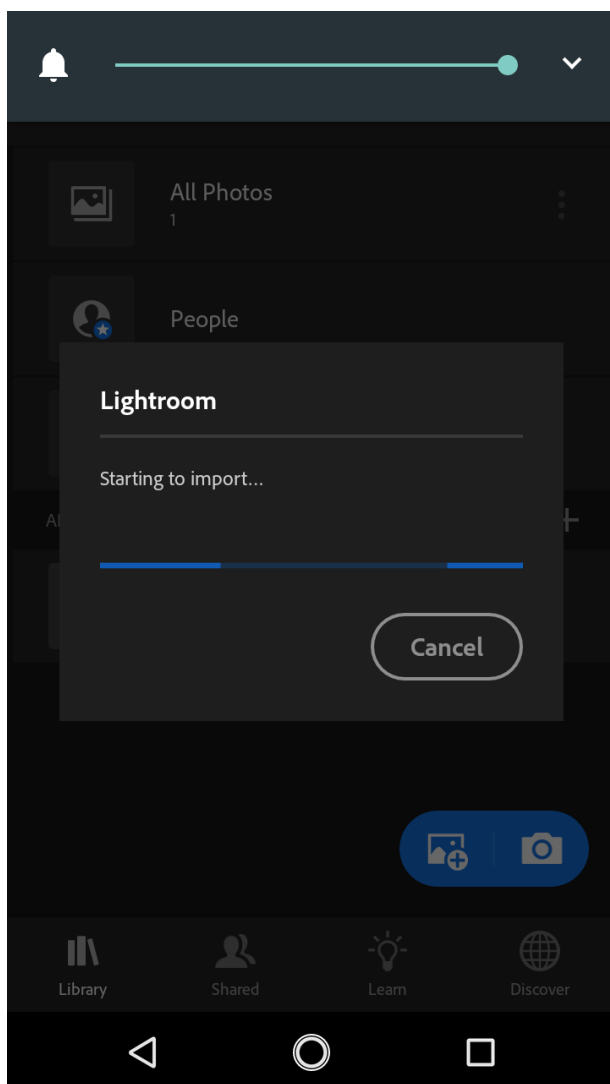 All Photos
1
People
Lightroom
Starting to import...
Cancel
Library
Shared
Learn
Discover